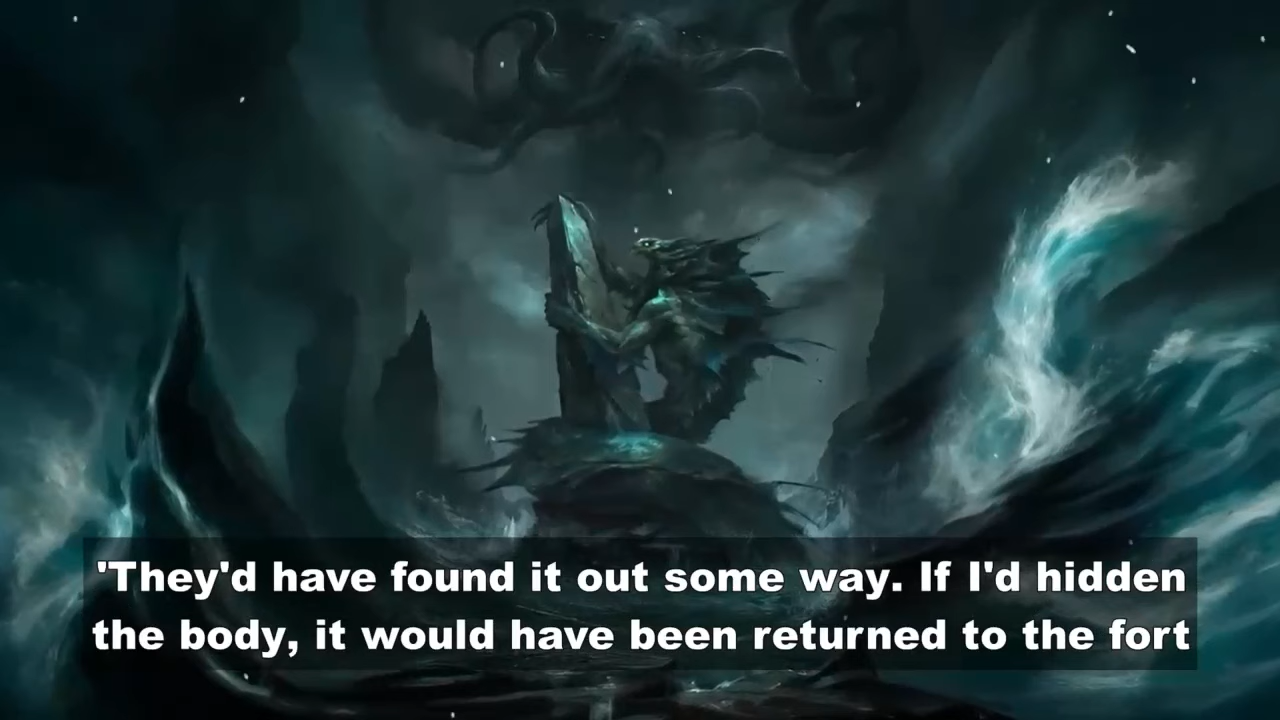 'They'd have found it out some way. If I'd hidden
the body, it would have been returned to the fort